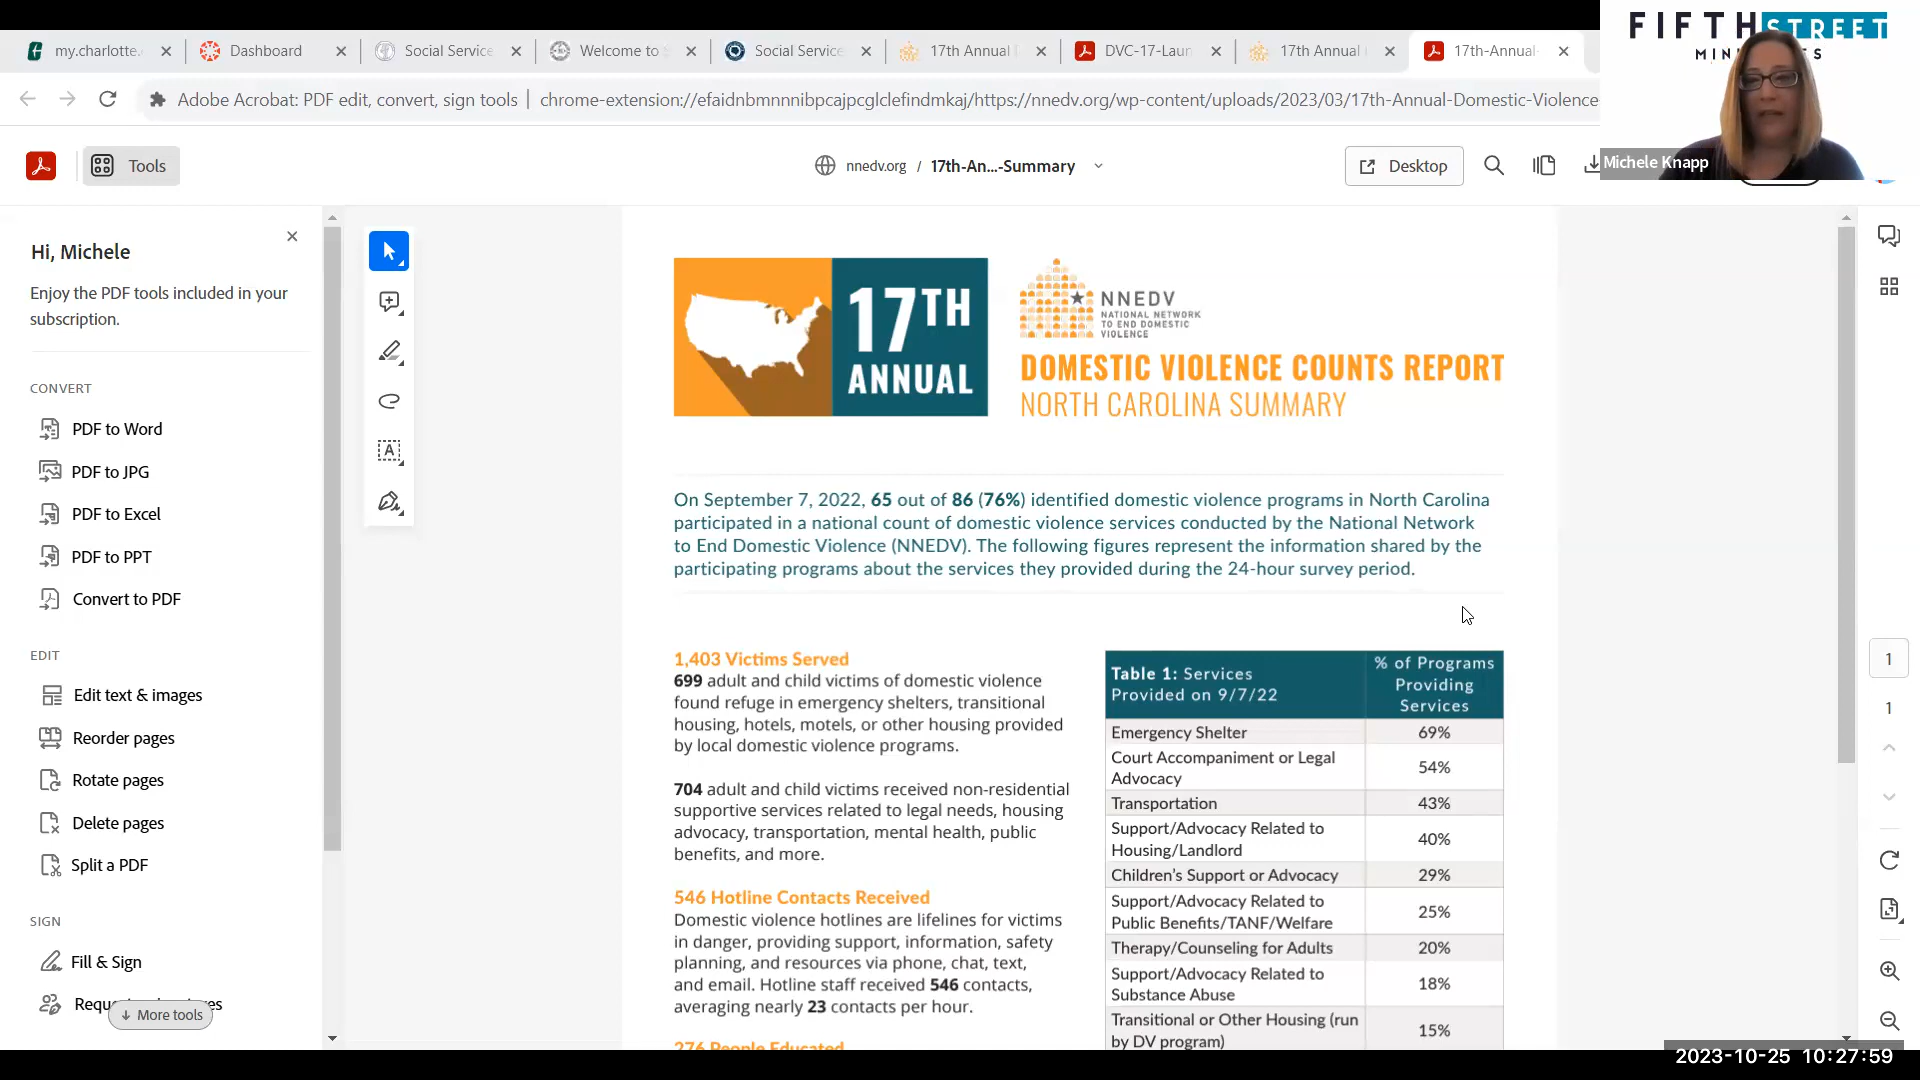 my.charlotte.
Dashboard
Social Service
Welcome to
Social Service
17th Annual
DVC-17-Laun
17th Annual
17th-Annual-
FIFTH STREET
MINISTRIES
Adobe Acrobat: PDF edit, convert, sign tools
chrome-extension://efaidnbmnnnibpcajpcglclefindmkaj/https://nnedv.org/wp-content/uploads/2023/03/17th-Annual-Domestic-Violence-
Michele Knapp
Tools
nnedv.org / 17th-An...-Summary
Desktop
Hi, Michele
Enjoy the PDF tools included in your
subscription.
CONVERT
PDF to Word
PDF to JPG
PDF to Excel
PDF to PPT
Convert to PDF
EDIT
Edit text & images
Reorder pages
Rotate pages
Delete pages
Split a PDF
SIGN
Fill & Sign
More tools
17TH
ANNUAL
NNEDV
NATIONAL NETWORK
TO END DOMESTIC
VIOLENCE
DOMESTIC VIOLENCE COUNTS REPORT
NORTH CAROLINA SUMMARY
On September 7, 2022, 65 out of 86 (76%) identified domestic violence programs in North Carolina
participated in a national count of domestic violence services conducted by the National Network
to End Domestic Violence (NNEDV). The following figures represent the information shared by the
participating programs about the services they provided during the 24-hour survey period.
1,403 Victims Served
699 adult and child victims of domestic violence
found refuge in emergency shelters, transitional
housing, hotels, motels, or other housing provided
by local domestic violence programs.
704 adult and child victims received non-residential
supportive services related to legal needs, housing
advocacy, transportation, mental health, public
benefits, and more.
546 Hotline Contacts Received
Domestic violence hotlines are lifelines for victims
in danger, providing support, information, safety
planning, and resources via phone, chat, text,
and email. Hotline staff received 546 contacts,
averaging nearly 23 contacts per hour.
276 People Educated
Table 1: Services
Provided on 9/7/22
% of Programs
Providing
Services
Emergency Shelter 69%
Court Accompaniment or Legal
Advocacy 54%
Transportation 43%
Support/Advocacy Related to
Housing/Landlord 40%
Children's Support or Advocacy 29%
Support/Advocacy Related to
Public Benefits/TANF/Welfare 25%
Therapy/Counseling for Adults 20%
Support/Advocacy Related to
Substance Abuse 18%
Transitional or Other Housing (run
by DV program) 15%
1
1
2023-10-25 10:27:59